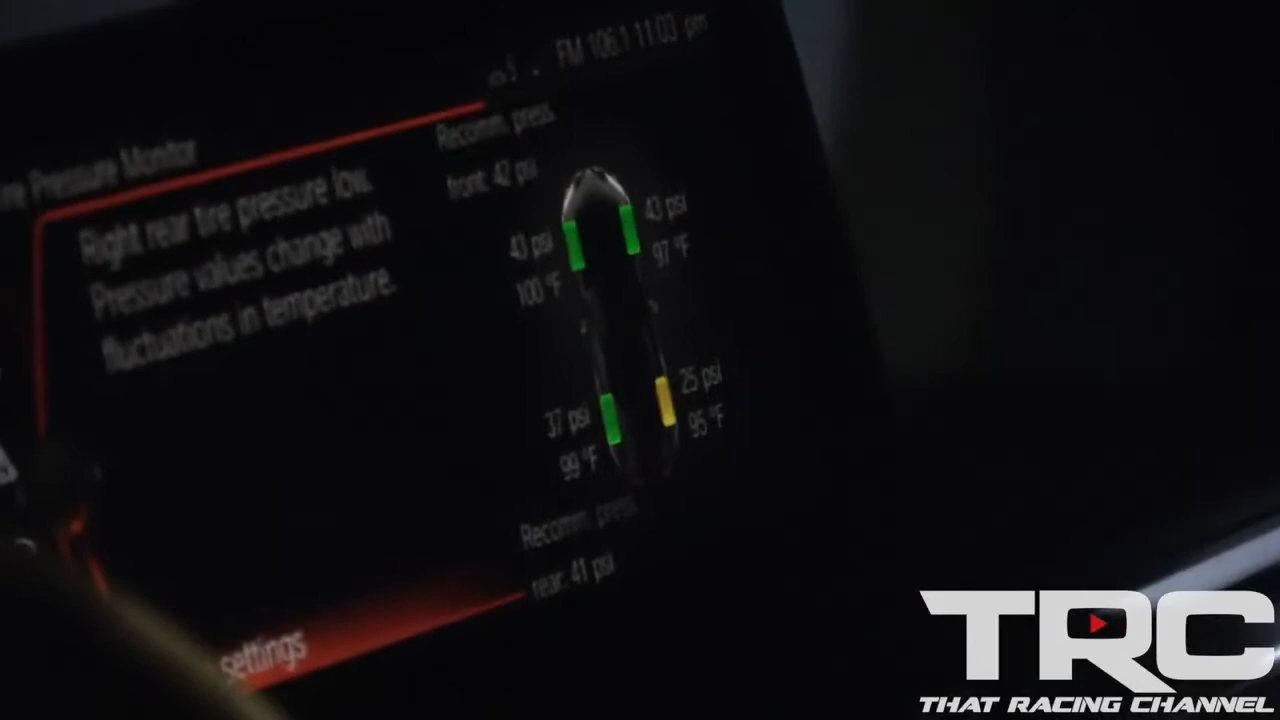 FM 106.1 11:03 pm
Pressure Monitor
Right rear tire pressure low.
Pressure values change with
fluctuations in temperature.
Recomm. press.
front: 42 psi
43 psi
100 °F
43 psi
97 °F
37 psi
99 °F
25 psi
95 °F
Recomm. press.
rear: 41 psi
settings
TRC
THAT RACING CHANNEL